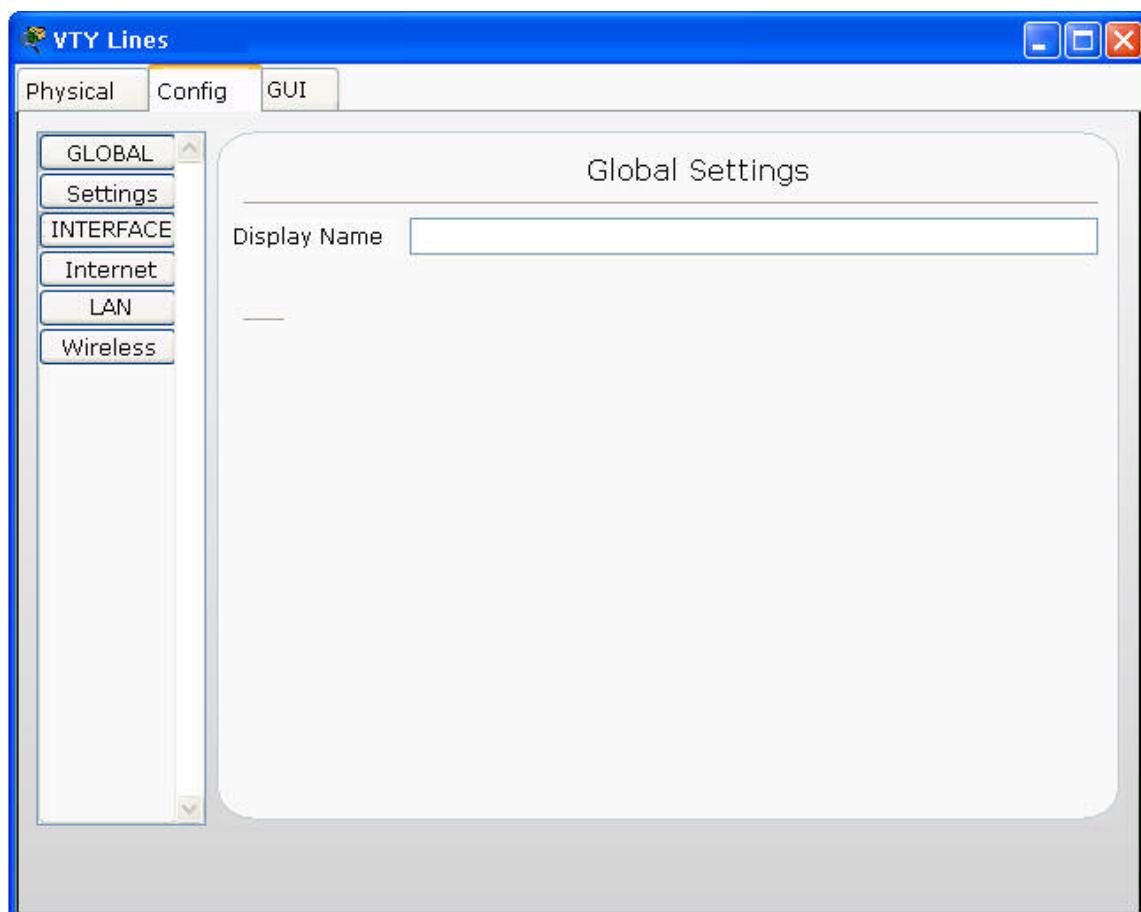 VTY Lines
Physical Config GUI
GLOBAL
Settings
INTERFACE
Internet
LAN
Wireless
Global Settings
Display Name